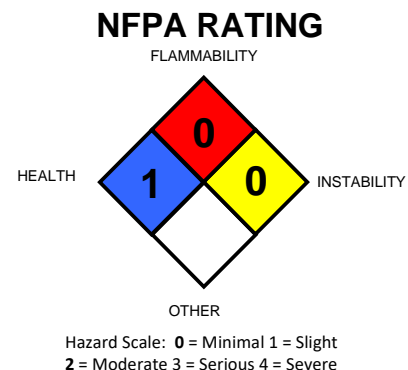 NFPA RATING
FLAMMABILITY
0
HEALTH
1
0
INSTABILITY
OTHER
Hazard Scale: 0 = Minimal 1 = Slight
2 = Moderate 3 = Serious 4 = Severe